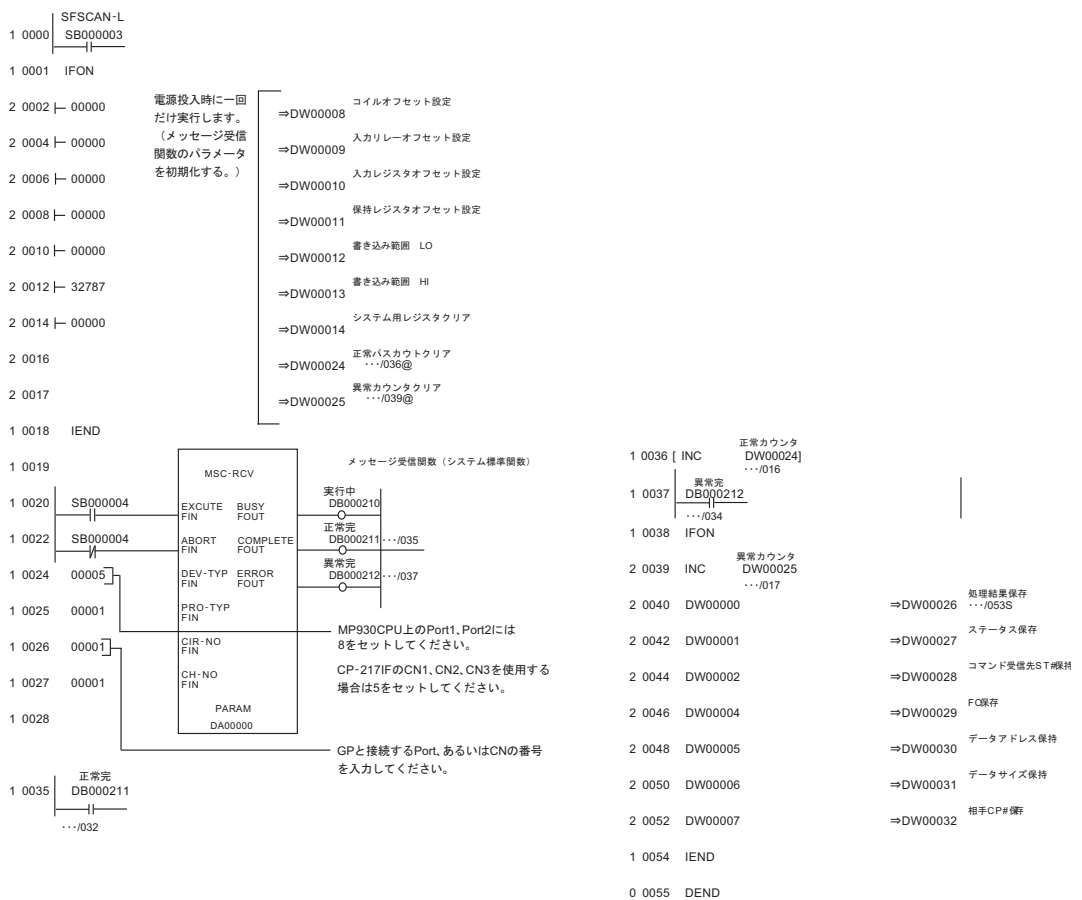 SFSCAN-L
1 0000 SB000003
1 0001 IFON
2 0002 00000 ⇒DW00008 コイルオフセット設定
電源投入時に一回
だけ実行します。
（メッセージ受信
関数のパラメータ
を初期化する。）
2 0004 00000 ⇒DW00009 入力リレーオフセット設定
2 0006 00000 ⇒DW00010 入力レジスタオフセット設定
2 0008 00000 ⇒DW00011 保持レジスタオフセット設定
2 0010 00000 ⇒DW00012 書き込み範囲 LO
2 0012 32787 ⇒DW00013 書き込み範囲 HI
2 0014 00000 ⇒DW00014 システム用レジスタクリア
2 0016 ⇒DW00024 正常パスカウトクリア
･･･/036@
2 0017 ⇒DW00025 異常カウンタクリア
･･･/039@
1 0018 IEND
1 0019 MSC-RCV メッセージ受信関数（システム標準関数）
1 0020 SB000004 EXCUTE FIN BUSY FOUT 実行中 DB000210
1 0022 SB000004 ABORT FIN COMPLETE FOUT 正常完 DB000211 ･･･/035
1 0024 00005 DEV-TYP FIN ERROR FOUT 異常完 DB000212 ･･･/037
1 0025 00001 PRO-TYP FIN
1 0026 00001 CIR-NO FIN
1 0027 00001 CH-NO FIN
1 0028 PARAM
DA00000
MP930CPU上のPort1、Port2には
8をセットしてください。
CP-217IFのCN1、CN2、CN3を使用する
場合は5をセットしてください。
GPと接続するPort、あるいはCNの番号
を入力してください。
正常完
1 0035 DB000211
･･･/032
正常カウンタ
1 0036 [ INC DW00024]
･･･/016
異常完
1 0037 DB000212
･･･/034
1 0038 IFON
異常カウンタ
2 0039 INC DW00025
･･･/017
2 0040 DW00000 ⇒DW00026 処理結果保存
･･･/053S
2 0042 DW00001 ⇒DW00027 ステータス保存
2 0044 DW00002 ⇒DW00028 コマンド受信先ST#保持
2 0046 DW00004 ⇒DW00029 FC保存
2 0048 DW00005 ⇒DW00030 データアドレス保持
2 0050 DW00006 ⇒DW00031 データサイズ保持
2 0052 DW00007 ⇒DW00032 相手CP#保存
1 0054 IEND
0 0055 DEND